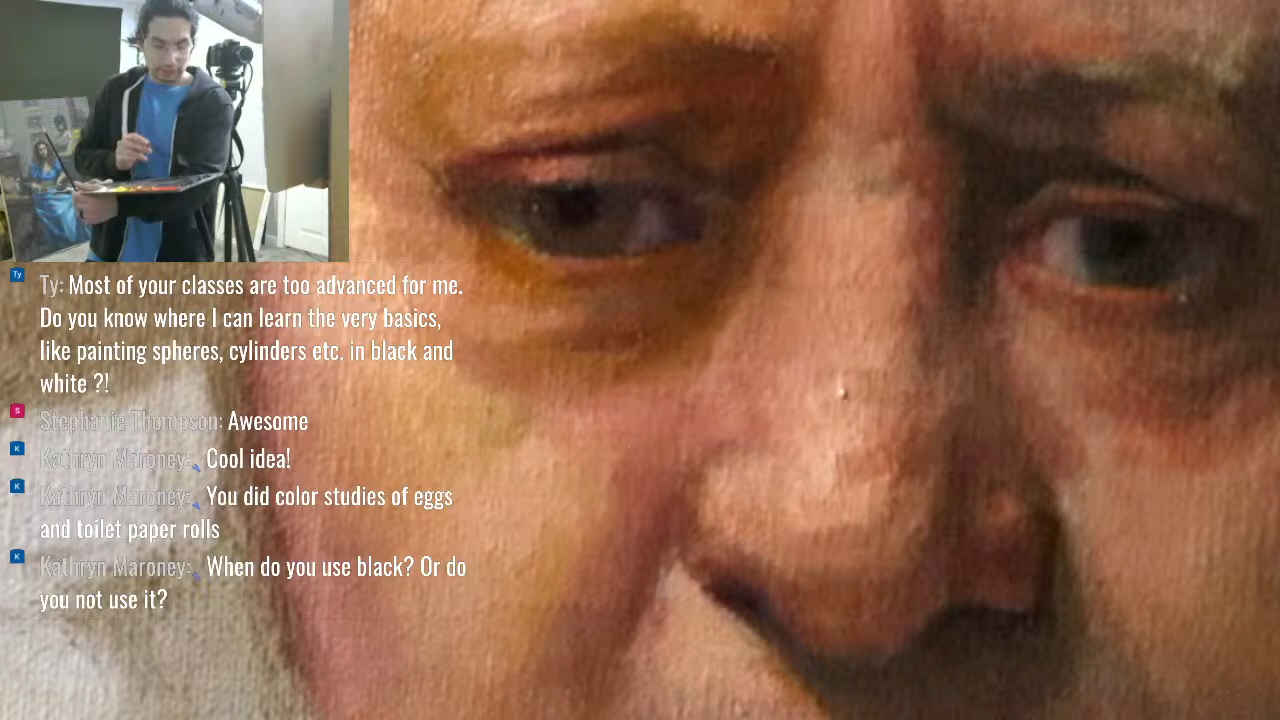 Ty: Most of your classes are too advanced for me.
Do you know where I can learn the very basics,
like painting spheres, cylinders etc. in black and
white ?!
Stephanie Thompson: Awesome
Kathryn Maroney: Cool idea!
Kathryn Maroney: You did color studies of eggs
and toilet paper rolls
Kathryn Maroney: When do you use black? Or do
you not use it?